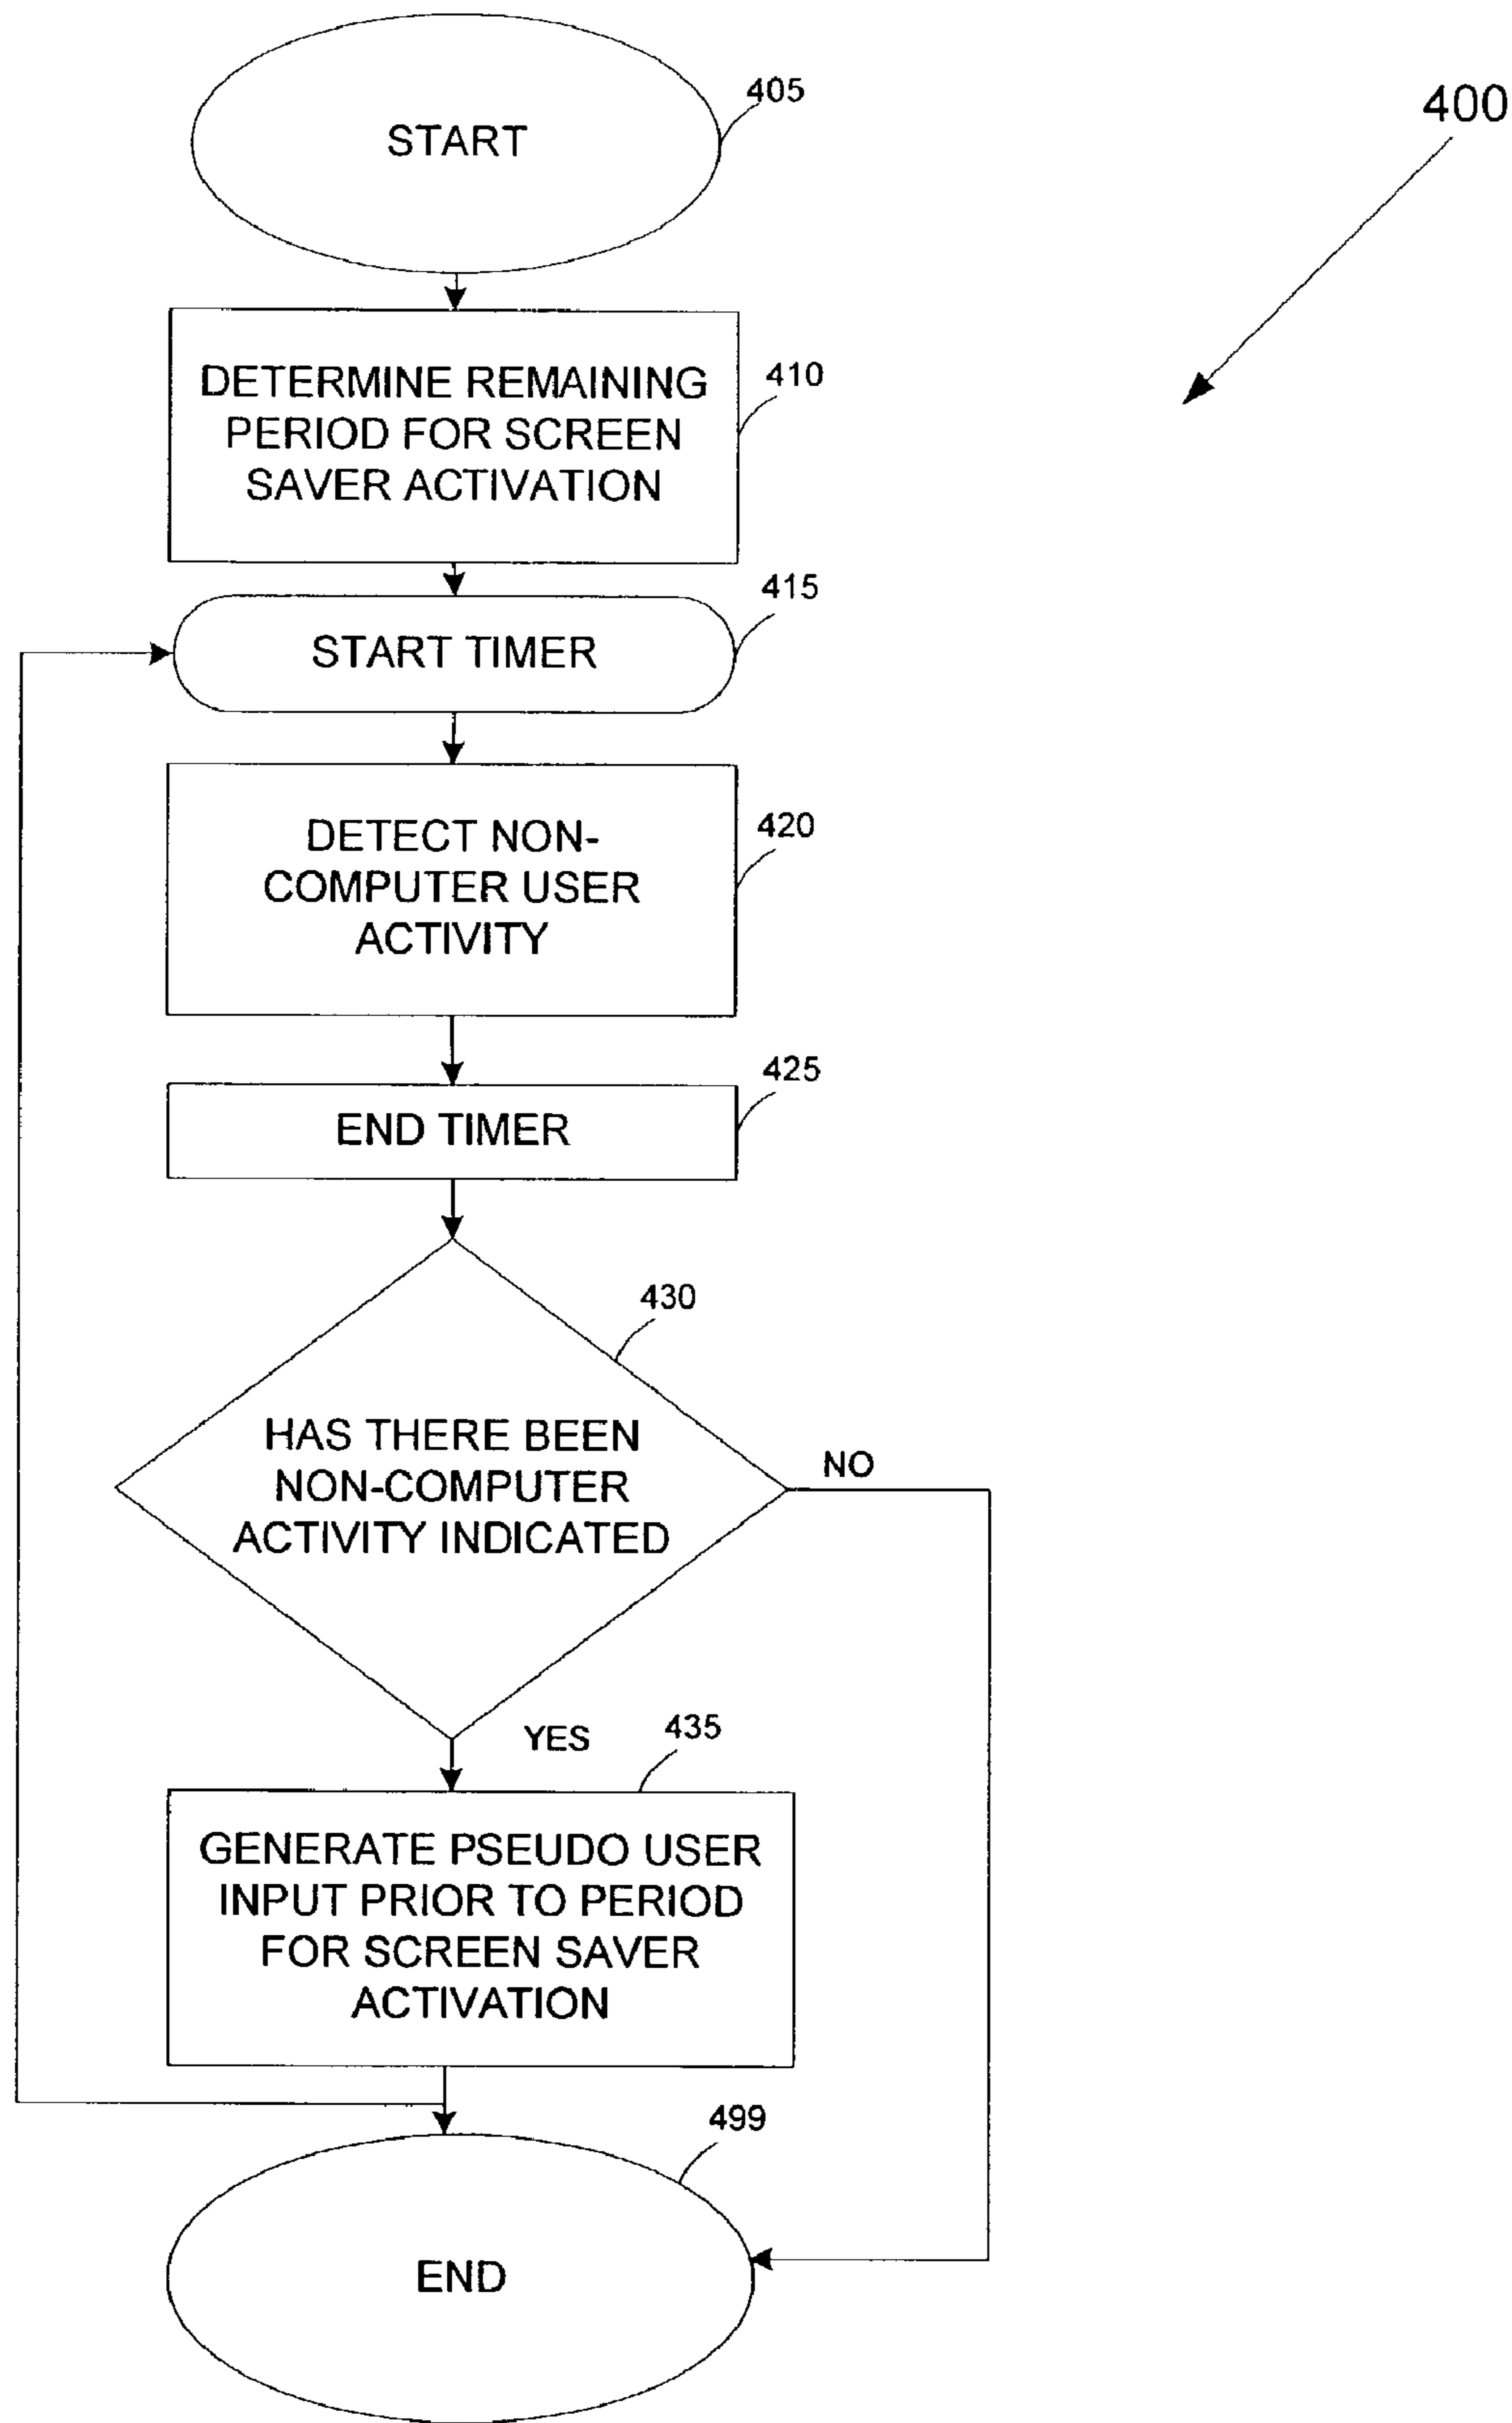 405
START
400
DETERMINE REMAINING
PERIOD FOR SCREEN
SAVER ACTIVATION
410
415
START TIMER
DETECT NON-
COMPUTER USER
ACTIVITY
420
425
END TIMER
430
HAS THERE BEEN
NON-COMPUTER
ACTIVITY INDICATED
NO
YES
435
GENERATE PSEUDO USER
INPUT PRIOR TO PERIOD
FOR SCREEN SAVER
ACTIVATION
499
END